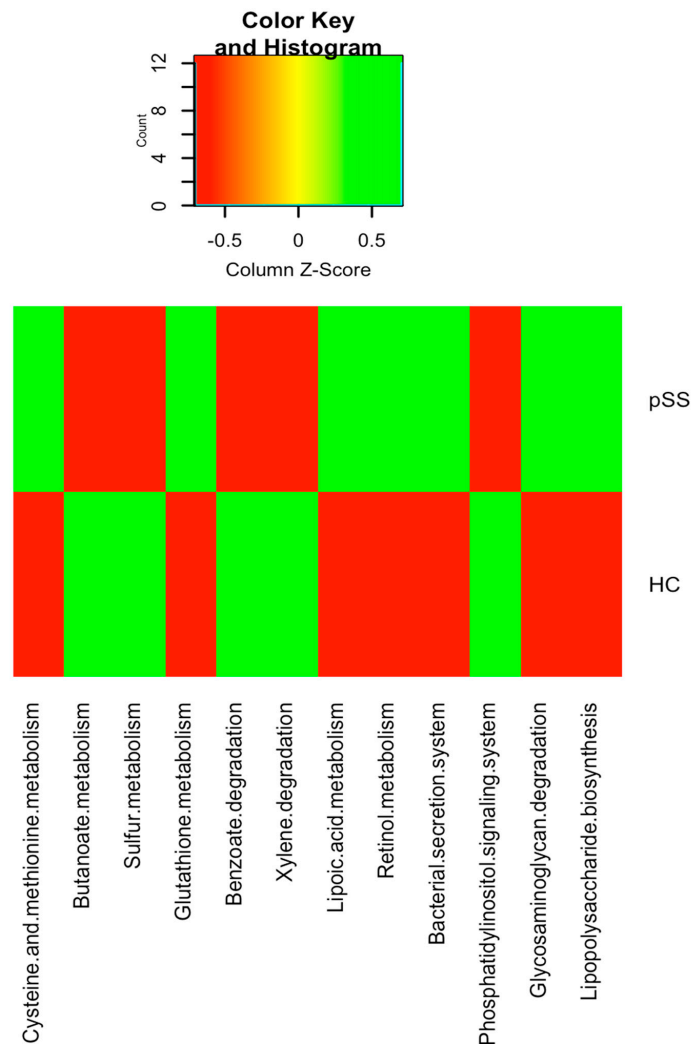 Color Key
and Histogram
12
8
4
0
Count
-0.5 0 0.5
Column Z-Score
pSS
HC
Cysteine.and.methionine.metabolism
Butanoate.metabolism
Sulfur.metabolism
Glutathione.metabolism
Benzoate.degradation
Xylene.degradation
Lipoic.acid.metabolism
Retinol.metabolism
Bacterial.secretion.system
Phosphatidylinositol.signaling.system
Glycosaminoglycan.degradation
Lipopolysaccharide.biosynthesis